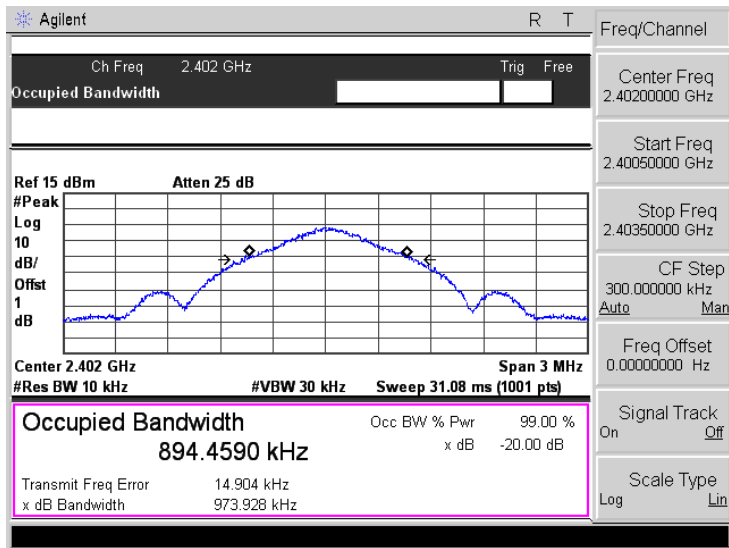 Agilent
R T
Ch Freq 2.402 GHz Trig Free
Occupied Bandwidth
Ref 15 dBm Atten 25 dB
#Peak
Log
10
dB/
Offst
1
dB
Center 2.402 GHz Span 3 MHz
#Res BW 10 kHz #VBW 30 kHz Sweep 31.08 ms (1001 pts)
Occupied Bandwidth
894.4590 kHz
Occ BW % Pwr 99.00 %
x dB -20.00 dB
Transmit Freq Error 14.904 kHz
x dB Bandwidth 973.928 kHz
Freq/Channel
Center Freq
2.40200000 GHz
Start Freq
2.40050000 GHz
Stop Freq
2.40350000 GHz
CF Step
300.000000 kHz
Auto Man
Freq Offset
0.00000000 Hz
Signal Track
On Off
Scale Type
Log Lin